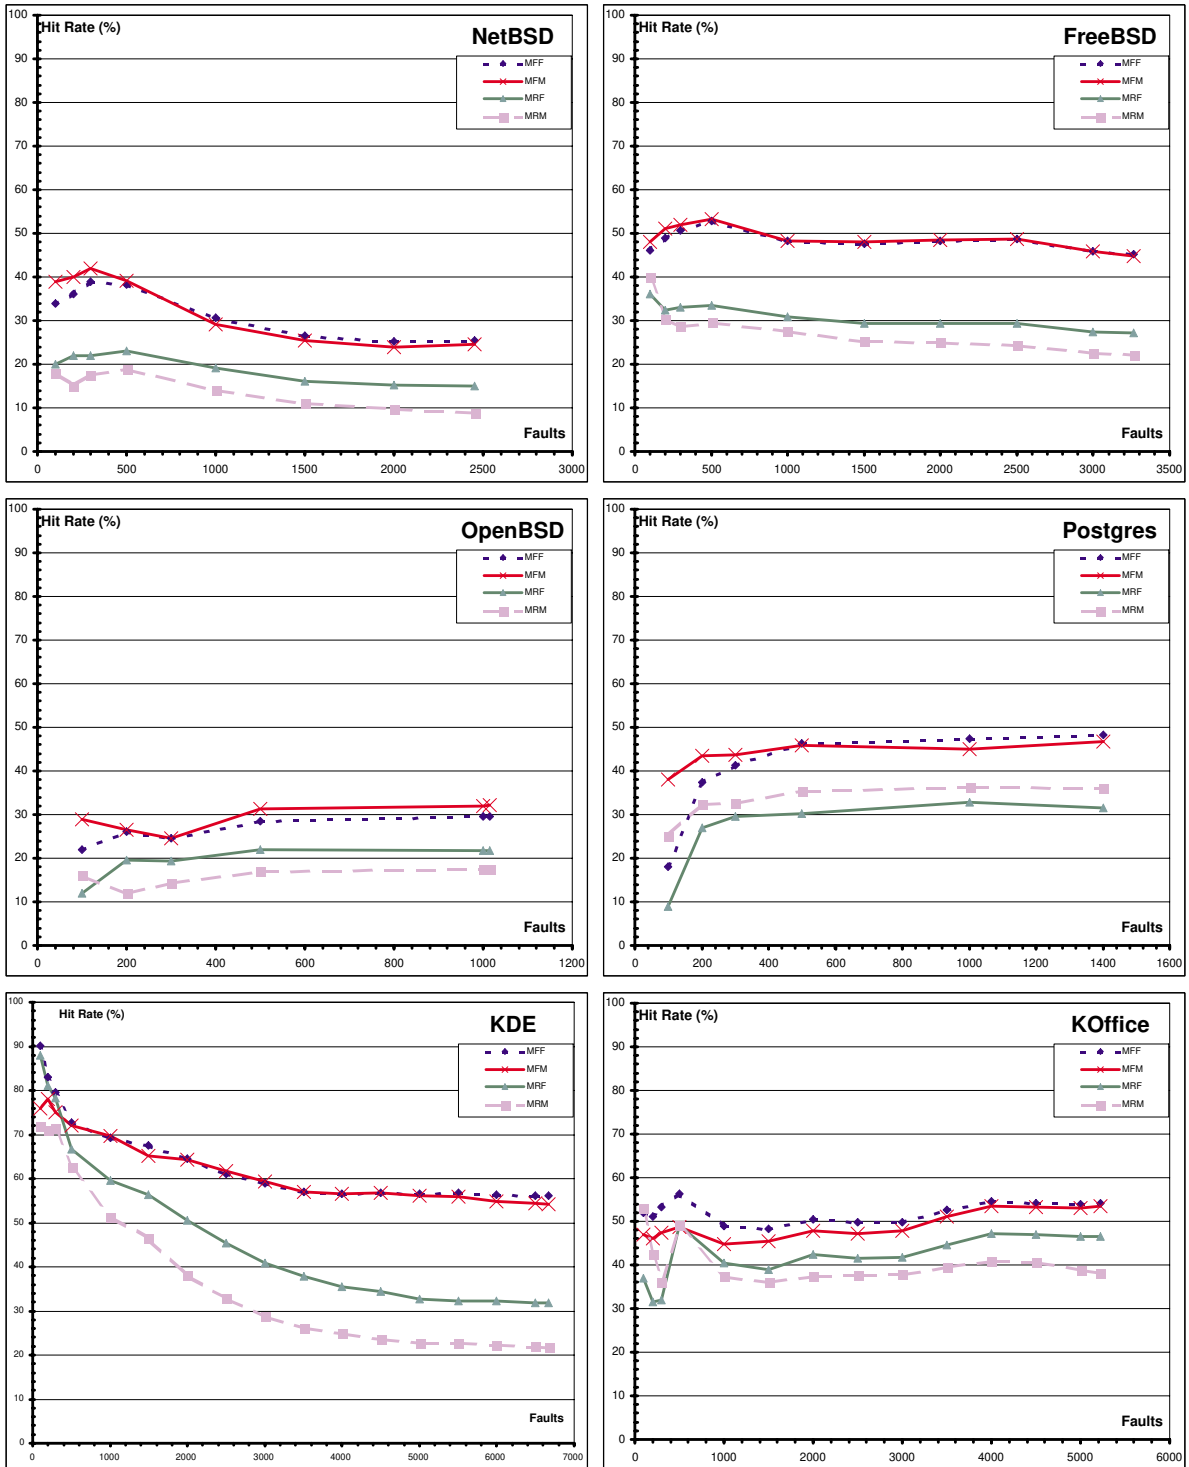 Hit Rate (%)
NetBSD
MFF
MFM
MRF
MRM
100
90
80
70
60
50
40
30
20
10
0
Faults
0 500 1000 1500 2000 2500 3000
Hit Rate (%)
FreeBSD
MFF
MFM
MRF
MRM
100
90
80
70
60
50
40
30
20
10
0
Faults
0 500 1000 1500 2000 2500 3000 3500
Hit Rate (%)
OpenBSD
MFF
MFM
MRF
MRM
100
90
80
70
60
50
40
30
20
10
0
Faults
0 200 400 600 800 1000 1200
Hit Rate (%)
Postgres
MFF
MFM
MRF
MRM
100
90
80
70
60
50
40
30
20
10
0
Faults
0 200 400 600 800 1000 1200 1400 1600
Hit Rate (%)
KDE
MFF
MFM
MRF
MRM
100
90
80
70
60
50
40
30
20
10
0
Faults
0 1000 2000 3000 4000 5000 6000 7000
Hit Rate (%)
KOffice
MFF
MFM
MRF
MRM
100
90
80
70
60
50
40
30
20
10
0
Faults
0 1000 2000 3000 4000 5000 6000